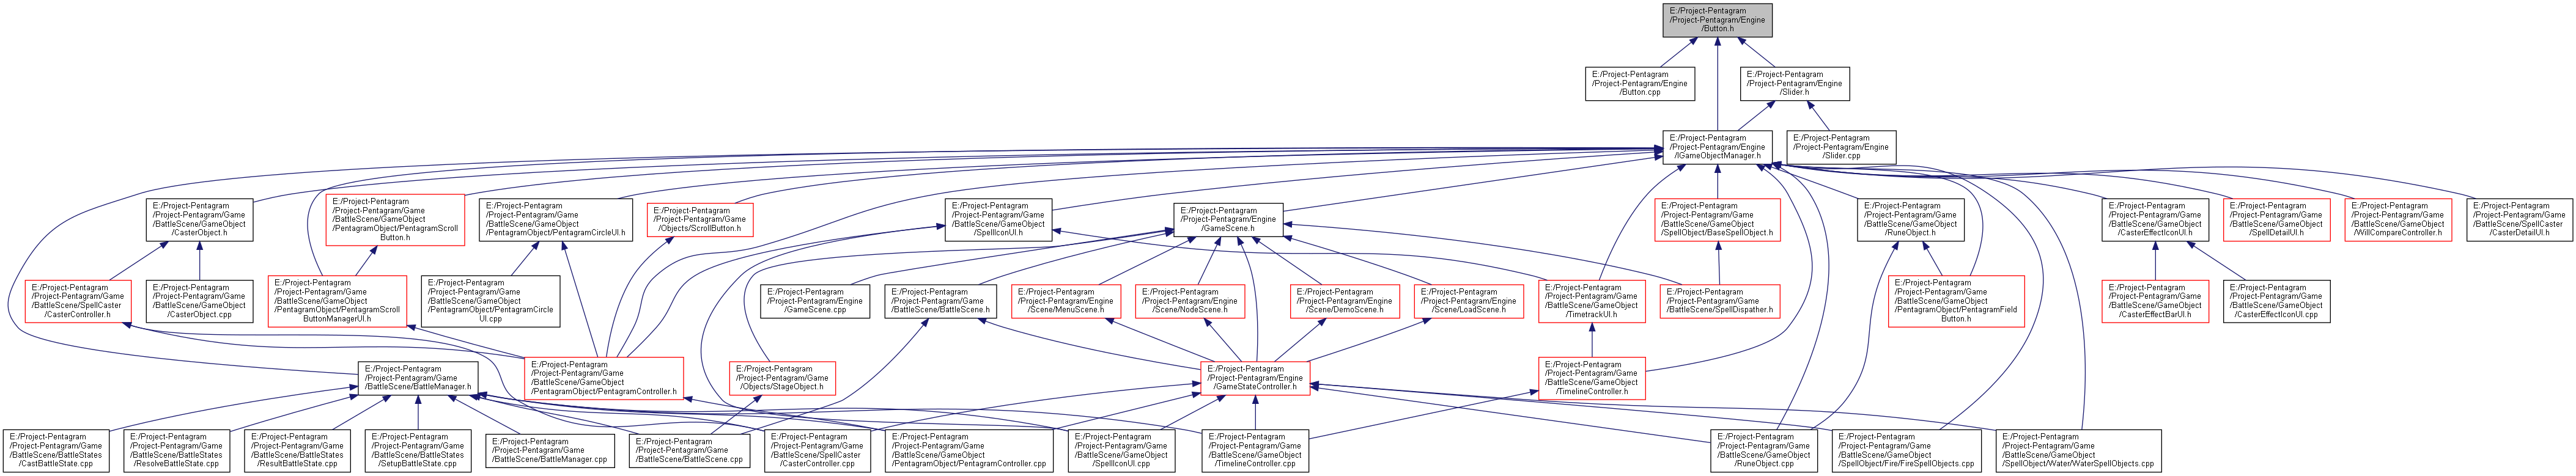 E:/Project-Pentagram
/Project-Pentagram/Engine
/Button.h
E:/Project-Pentagram
/Project-Pentagram/Engine
/Button.cpp
E:/Project-Pentagram
/Project-Pentagram/Engine
/Slider.h
E:/Project-Pentagram
/Project-Pentagram/Engine
/IGameObjectManager.h
E:/Project-Pentagram
/Project-Pentagram/Engine
/Slider.cpp
E:/Project-Pentagram
/Project-Pentagram/Game
/BattleScene/GameObject
/CasterObject.h
E:/Project-Pentagram
/Project-Pentagram/Game
/BattleScene/GameObject
/PentagramObject/PentagramScroll
Button.h
E:/Project-Pentagram
/Project-Pentagram/Game
/BattleScene/GameObject
/PentagramObject/PentagramCircleUI.h
E:/Project-Pentagram
/Project-Pentagram/Game
/Objects/ScrollButton.h
E:/Project-Pentagram
/Project-Pentagram/Game
/BattleScene/GameObject
/SpellIconUI.h
E:/Project-Pentagram
/Project-Pentagram/Engine
/GameScene.h
E:/Project-Pentagram
/Project-Pentagram/Game
/BattleScene/GameObject
/SpellObject/BaseSpellObject.h
E:/Project-Pentagram
/Project-Pentagram/Game
/BattleScene/GameObject
/RuneObject.h
E:/Project-Pentagram
/Project-Pentagram/Game
/BattleScene/GameObject
/CasterEffectIconUI.h
E:/Project-Pentagram
/Project-Pentagram/Game
/BattleScene/GameObject
/SpellDetailUI.h
E:/Project-Pentagram
/Project-Pentagram/Game
/BattleScene/GameObject
/WillCompareController.h
E:/Project-Pentagram
/Project-Pentagram/Game
/BattleScene/SpellCaster
/CasterDetailUI.h
E:/Project-Pentagram
/Project-Pentagram/Game
/BattleScene/SpellCaster
/CasterController.h
E:/Project-Pentagram
/Project-Pentagram/Game
/BattleScene/GameObject
/CasterObject.cpp
E:/Project-Pentagram
/Project-Pentagram/Game
/BattleScene/GameObject
/PentagramObject/PentagramScroll
ButtonManagerUI.h
E:/Project-Pentagram
/Project-Pentagram/Game
/BattleScene/GameObject
/PentagramObject/PentagramCircle
UI.cpp
E:/Project-Pentagram
/Project-Pentagram/Engine
/GameScene.cpp
E:/Project-Pentagram
/Project-Pentagram/Game
/BattleScene/BattleScene.h
E:/Project-Pentagram
/Project-Pentagram/Engine
/Scene/MenuScene.h
E:/Project-Pentagram
/Project-Pentagram/Engine
/Scene/NodeScene.h
E:/Project-Pentagram
/Project-Pentagram/Engine
/Scene/DemoScene.h
E:/Project-Pentagram
/Project-Pentagram/Engine
/Scene/LoadScene.h
E:/Project-Pentagram
/Project-Pentagram/Game
/BattleScene/GameObject
/TimetrackUI.h
E:/Project-Pentagram
/Project-Pentagram/Game
/BattleScene/SpellDispather.h
E:/Project-Pentagram
/Project-Pentagram/Game
/BattleScene/GameObject
/PentagramObject/PentagramField
Button.h
E:/Project-Pentagram
/Project-Pentagram/Game
/BattleScene/GameObject
/CasterEffectBarUI.h
E:/Project-Pentagram
/Project-Pentagram/Game
/BattleScene/GameObject
/CasterEffectIconUI.cpp
E:/Project-Pentagram
/Project-Pentagram/Game
/BattleScene/BattleManager.h
E:/Project-Pentagram
/Project-Pentagram/Game
/BattleScene/GameObject
/PentagramObject/PentagramController.h
E:/Project-Pentagram
/Project-Pentagram/Game
/Objects/StageObject.h
E:/Project-Pentagram
/Project-Pentagram/Engine
/GameStateController.h
E:/Project-Pentagram
/Project-Pentagram/Game
/BattleScene/GameObject
/TimelineController.h
E:/Project-Pentagram
/Project-Pentagram/Game
/BattleScene/BattleStates
/CastBattleState.cpp
E:/Project-Pentagram
/Project-Pentagram/Game
/BattleScene/BattleStates
/ResolveBattleState.cpp
E:/Project-Pentagram
/Project-Pentagram/Game
/BattleScene/BattleStates
/ResultBattleState.cpp
E:/Project-Pentagram
/Project-Pentagram/Game
/BattleScene/BattleStates
/SetupBattleState.cpp
E:/Project-Pentagram
/Project-Pentagram/Game
/BattleScene/BattleManager.cpp
E:/Project-Pentagram
/Project-Pentagram/Game
/BattleScene/BattleScene.cpp
E:/Project-Pentagram
/Project-Pentagram/Game
/BattleScene/SpellCaster
/CasterController.cpp
E:/Project-Pentagram
/Project-Pentagram/Game
/BattleScene/GameObject
/PentagramObject/PentagramController.cpp
E:/Project-Pentagram
/Project-Pentagram/Game
/BattleScene/GameObject
/SpellIconUI.cpp
E:/Project-Pentagram
/Project-Pentagram/Game
/BattleScene/GameObject
/TimelineController.cpp
E:/Project-Pentagram
/Project-Pentagram/Game
/BattleScene/GameObject
/RuneObject.cpp
E:/Project-Pentagram
/Project-Pentagram/Game
/BattleScene/GameObject
/SpellObject/Fire/FireSpellObjects.cpp
E:/Project-Pentagram
/Project-Pentagram/Game
/BattleScene/GameObject
/SpellObject/Water/WaterSpellObjects.cpp